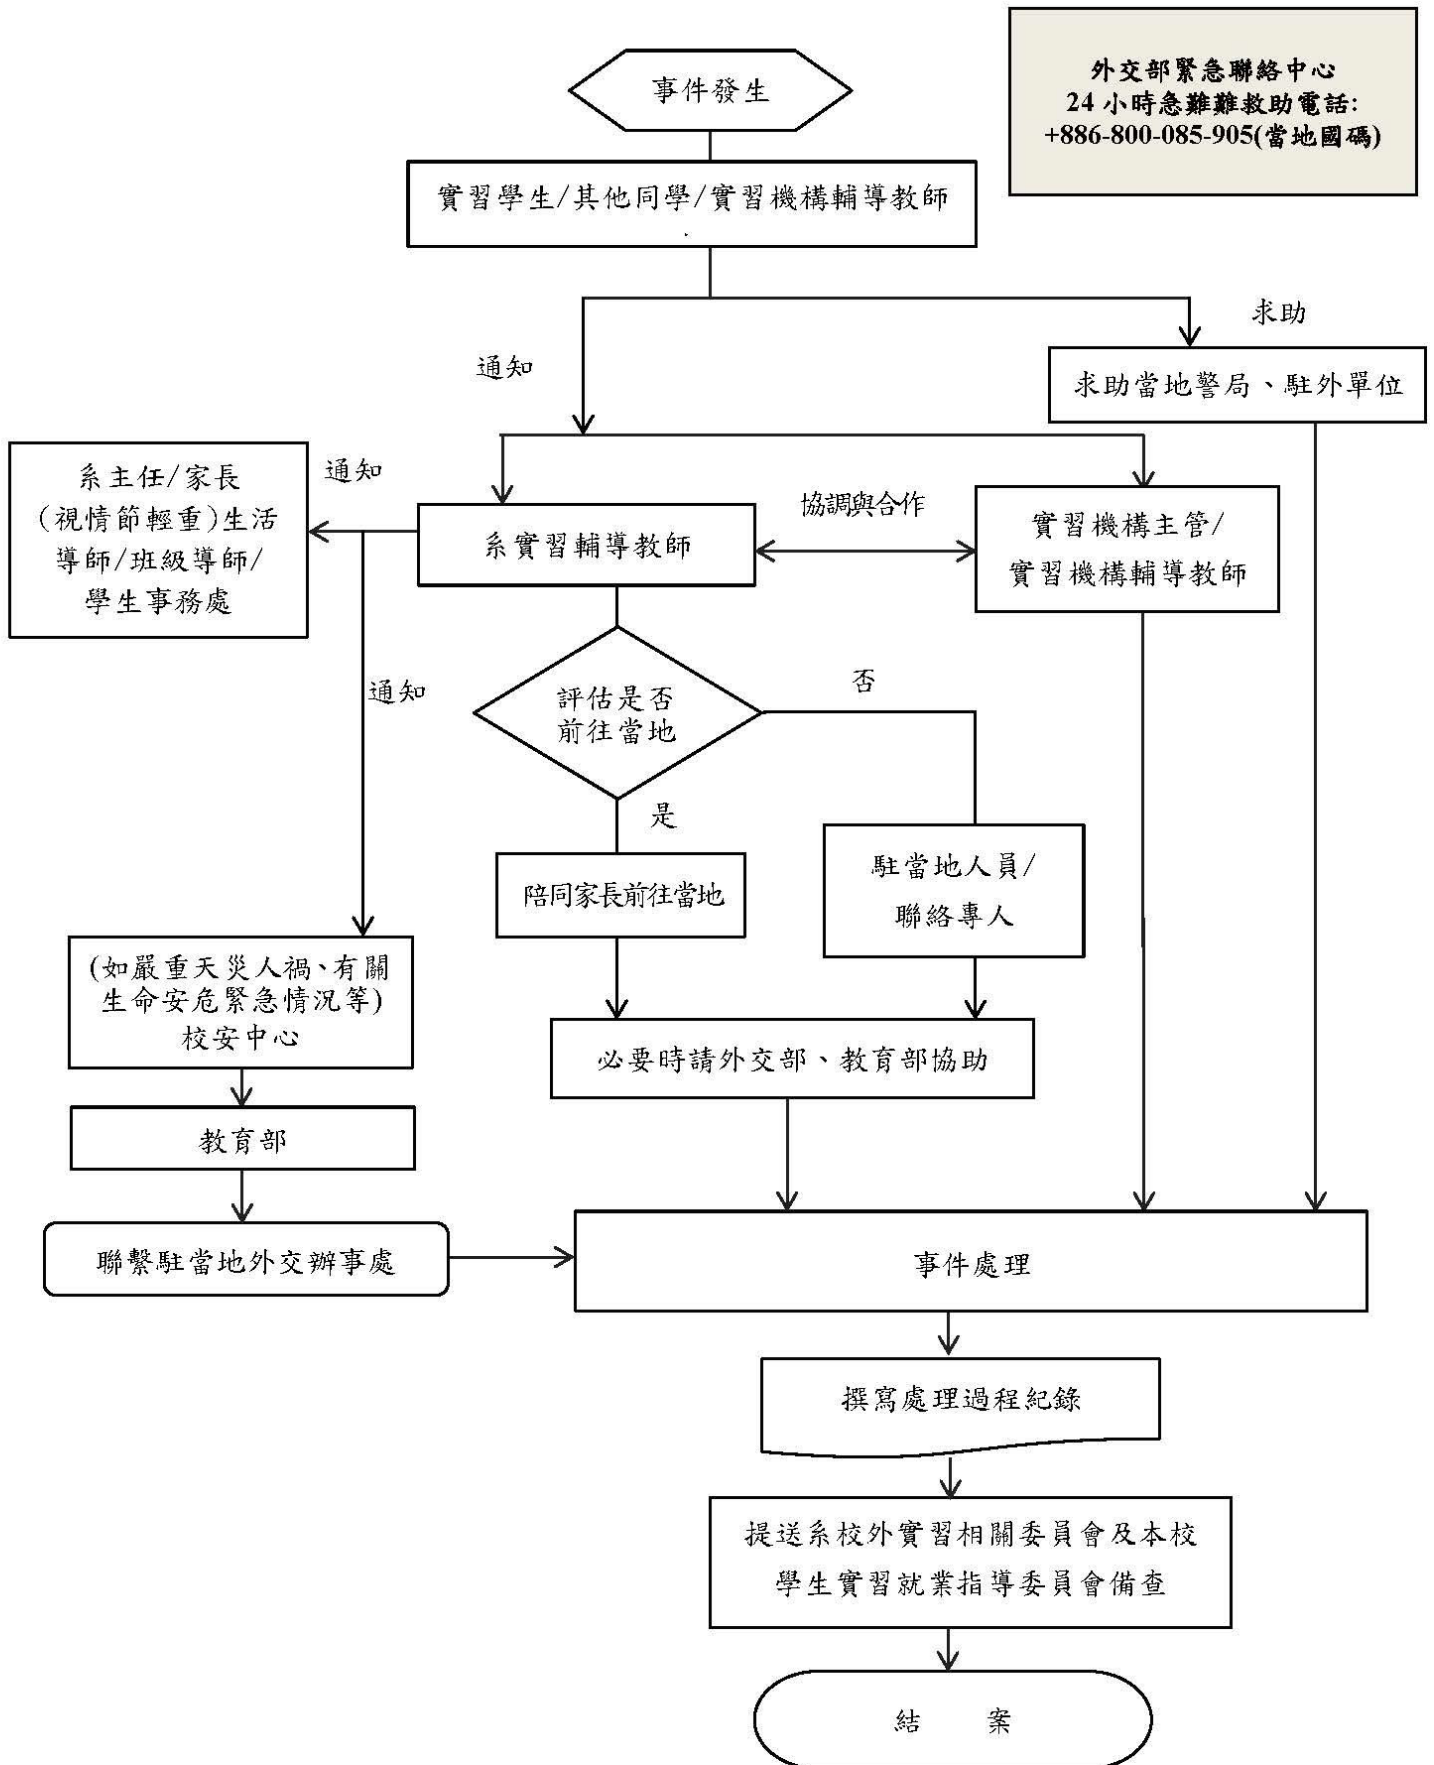 外交部緊急聯絡中心
24 小時急難難救助電話:
+886-800-085-905(當地國碼)
事件發生
實習學生/其他同學/實習機構輔導教師
求助
通知
求助當地警局、駐外單位
系主任/家長
(視情節輕重)生活
導師/班級導師/
學生事務處
通知
系實習輔導教師
協調與合作
實習機構主管/
實習機構輔導教師
通知
評估是否
前往當地
否
是
陪同家長前往當地
駐當地人員/
聯絡專人
(如嚴重天災人禍、有關
生命安危緊急情況等)
校安中心
必要時請外交部、教育部協助
教育部
聯繫駐當地外交辦事處
事件處理
撰寫處理過程紀錄
提送系校外實習相關委員會及本校
學生實習就業指導委員會備查
結 案